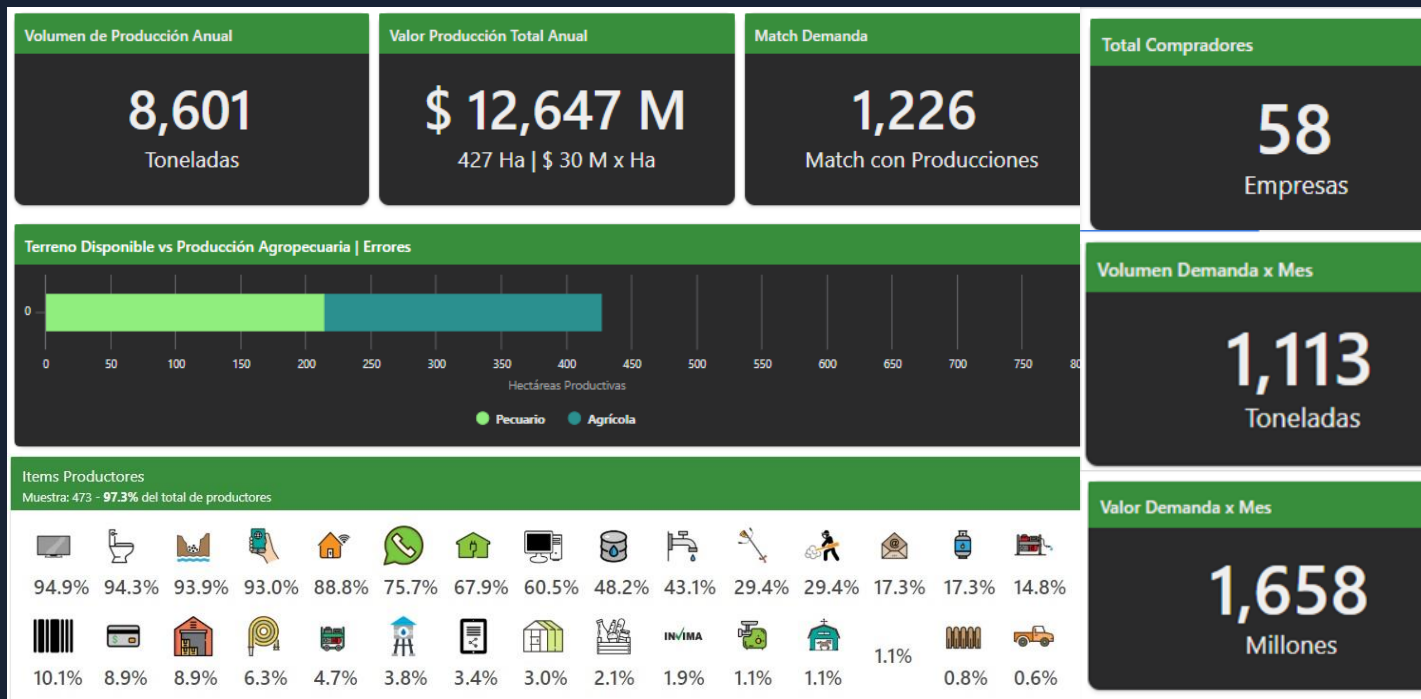 Volumen de Producción Anual
8,601
Toneladas
Valor Producción Total Anual
$ 12,647 M
427 Ha | $ 30 M x Ha
Match Demanda
1,226
Match con Producciones
Total Compradores
58
Empresas
Terreno Disponible vs Producción Agropecuaria | Errores
0
0 50 100 150 200 250 300 350 400 450 500 550 600 650 700 750 80
Hectáreas Productivas
Pecuario Agrícola
Volumen Demanda x Mes
1,113
Toneladas
Items Productores
Muestra: 473 - 97.3% del total de productores
94.9% 94.3% 93.9% 93.0% 88.8% 75.7% 67.9% 60.5% 48.2% 43.1% 29.4% 29.4% 17.3% 17.3% 14.8%
INVIMA
10.1% 8.9% 8.9% 6.3% 4.7% 3.8% 3.4% 3.0% 2.1% 1.9% 1.1% 1.1% 1.1% 0.8% 0.6%
Valor Demanda x Mes
1,658
Millones